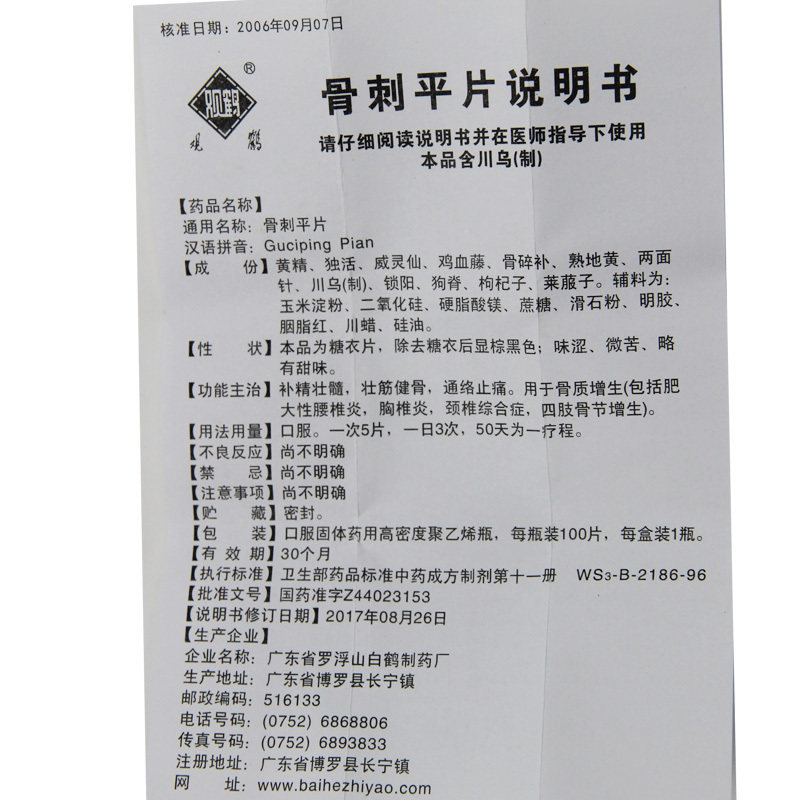 核准日期：2006年09月07日
观鹤
®
观 鹤
骨刺平片说明书
请仔细阅读说明书并在医师指导下使用
本品含川乌(制)
【药品名称】
通用名称：骨刺平片
汉语拼音：Guciping Pian
【成 份】黄精、独活、威灵仙、鸡血藤、骨碎补、熟地黄、两面
针、川乌(制)、锁阳、狗脊、枸杞子、莱菔子。辅料为：
玉米淀粉、二氧化硅、硬脂酸镁、蔗糖、滑石粉、明胶、
胭脂红、川蜡、硅油。
【性 状】本品为糖衣片，除去糖衣后显棕黑色；味涩、微苦、略
有甜味。
【功能主治】补精壮髓，壮筋健骨，通络止痛。用于骨质增生(包括肥
大性腰椎炎，胸椎炎，颈椎综合症，四肢骨节增生)。
【用法用量】口服。一次5片，一日3次，50天为一疗程。
【不良反应】尚不明确
【禁 忌】尚不明确
【注意事项】尚不明确
【贮 藏】密封。
【包 装】口服固体药用高密度聚乙烯瓶，每瓶装100片，每盒装1瓶。
【有 效 期】30个月
【执行标准】卫生部药品标准中药成方制剂第十一册 WS3-B-2186-96
【批准文号】国药准字Z44023153
【说明书修订日期】2017年08月26日
【生产企业】
企业名称：广东省罗浮山白鹤制药厂
生产地址：广东省博罗县长宁镇
邮政编码：516133
电话号码：(0752) 6868806
传真号码：(0752) 6893833
注册地址：广东省博罗县长宁镇
网 址：www.baihezhiyao.com